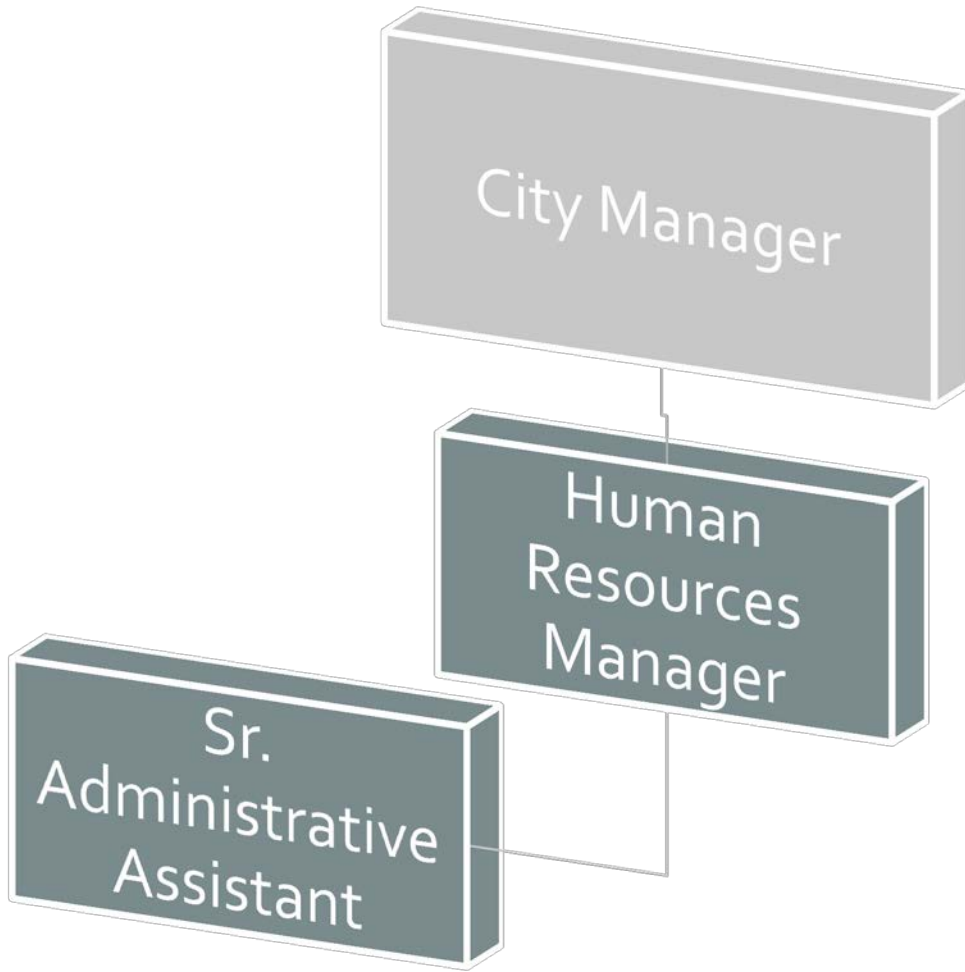 City Manager
Human
Resources
Manager
Sr.
Administrative
Assistant